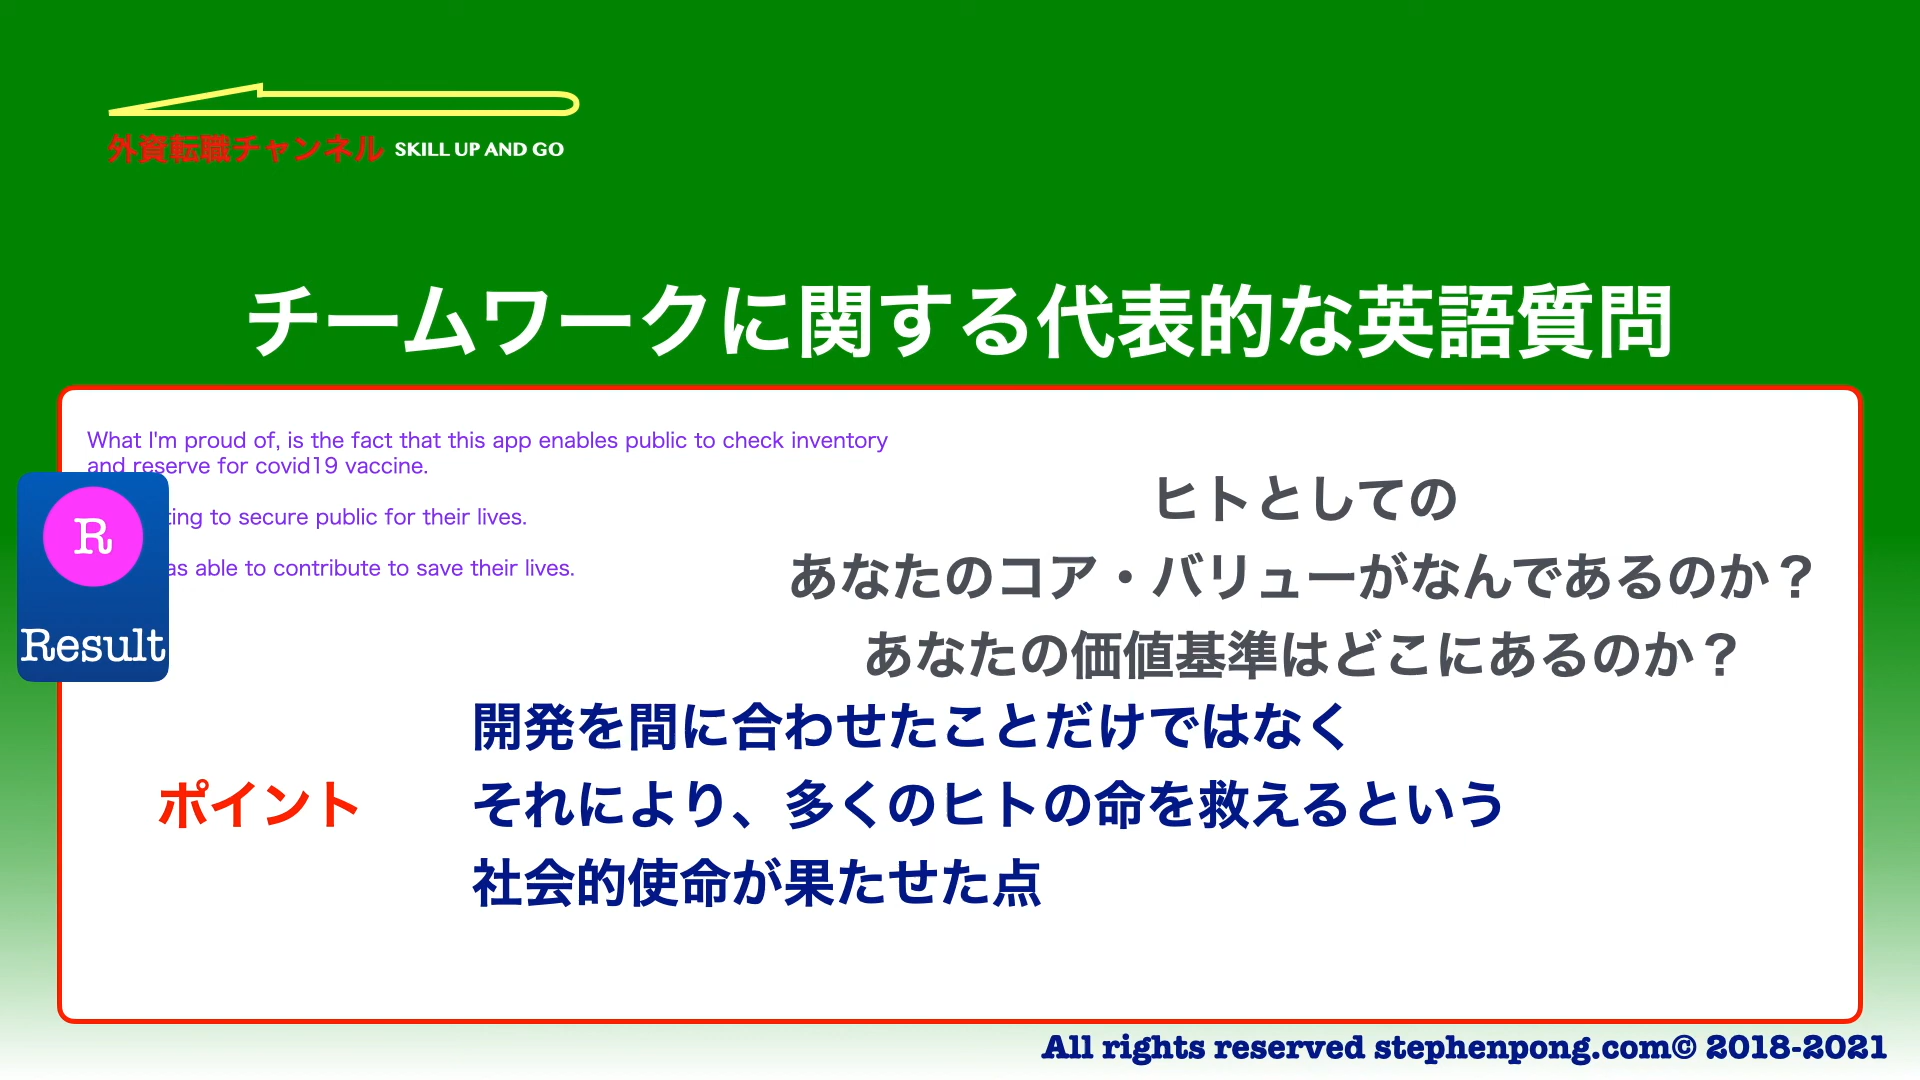 外資転職チャンネル SKILL UP AND GO
チームワークに関する代表的な英語質問
What I'm proud of, is the fact that this app enables public to check inventory
and reserve for covid19 vaccine.
to secure public for their lives.
able to contribute to save their lives.
R
Result
ヒトとしての
あなたのコア・バリューがなんであるのか？
あなたの価値基準はどこにあるのか？
ポイント
開発を間に合わせたことだけではなく
それにより、多くのヒトの命を救えるという
社会的使命が果たせた点
All rights reserved stephenpong.com© 2018-2021